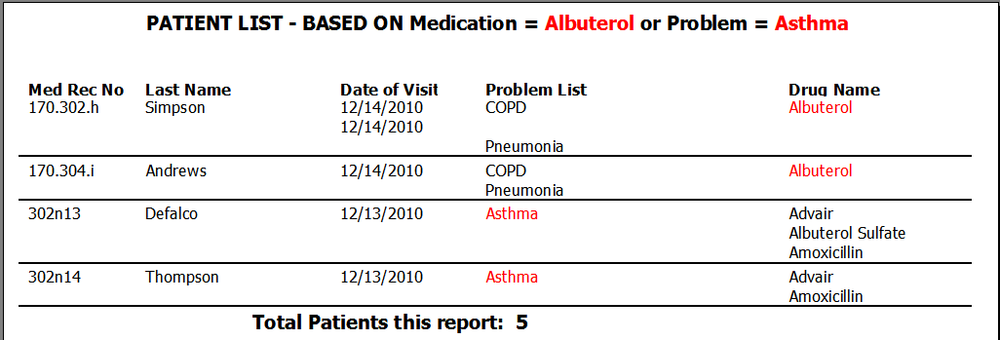 PATIENT LIST - BASED ON Medication = Albuterol or Problem = Asthma
Med Rec No Last Name Date of Visit Problem List Drug Name
170.302.h Simpson 12/14/2010 COPD Albuterol
12/14/2010
Pneumonia
170.304.i Andrews 12/14/2010 COPD Albuterol
Pneumonia
302n13 Defalco 12/13/2010 Asthma Advair
Albuterol Sulfate
Amoxicillin
302n14 Thompson 12/13/2010 Asthma Advair
Amoxicillin
Total Patients this report: 5